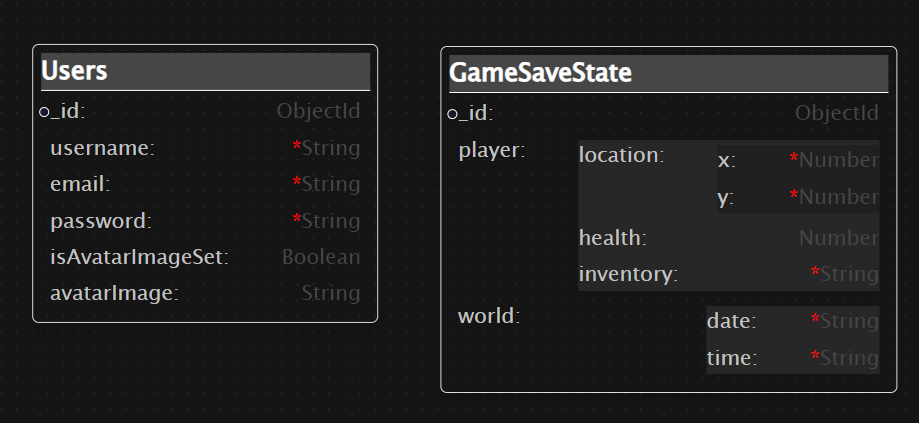 Users
_id: ObjectId
username: *String
email: *String
password: *String
isAvatarImageSet: Boolean
avatarImage: String
GameSaveState
_id: ObjectId
player: location: x: *Number
y: *Number
health: Number
inventory: *String
world: date: *String
time: *String